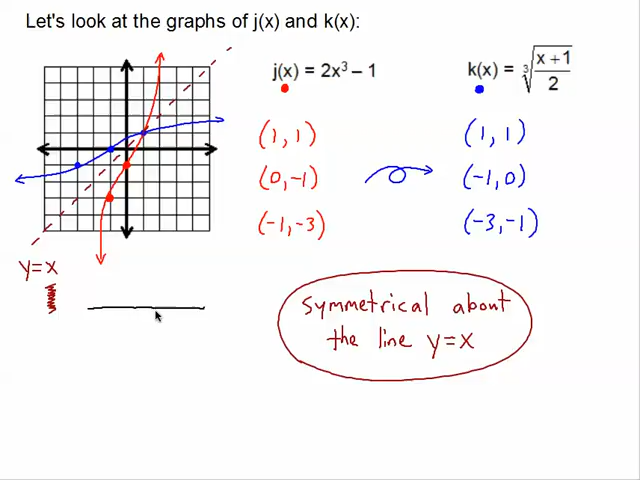 Let's look at the graphs of j(x) and k(x):
j(x) = 2x³ – 1
k(x) = ∛((x + 1)/2)
(1, 1)
(1, 1)
(0, -1)
(-1, 0)
(-1, -3)
(-3, -1)
y=x
symmetrical about
the line y=x